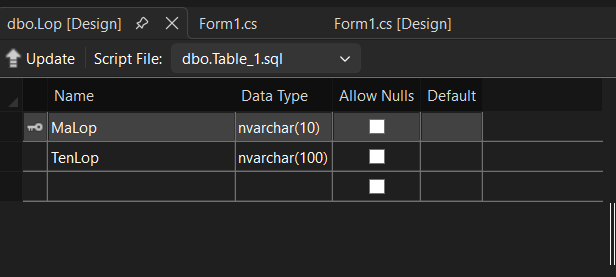 dbo.Lop [Design] Form1.cs Form1.cs [Design]
Update Script File: dbo.Table_1.sql
Name Data Type Allow Nulls Default
MaLop nvarchar(10)
TenLop nvarchar(100)